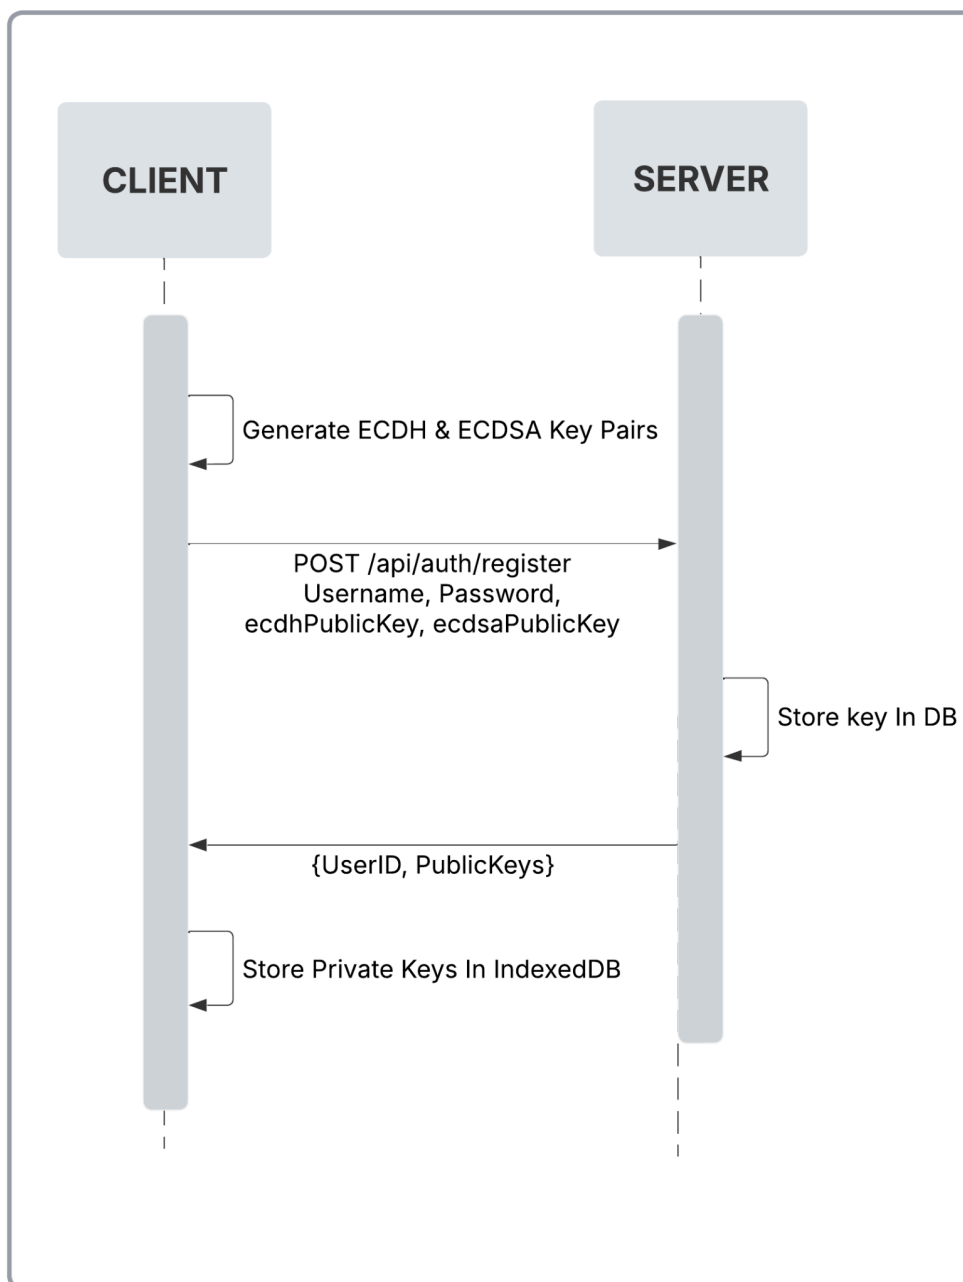 CLIENT
SERVER
Generate ECDH & ECDSA Key Pairs
POST /api/auth/register
Username, Password,
ecdhPublicKey, ecdsaPublicKey
Store key In DB
{UserID, PublicKeys}
Store Private Keys In IndexedDB